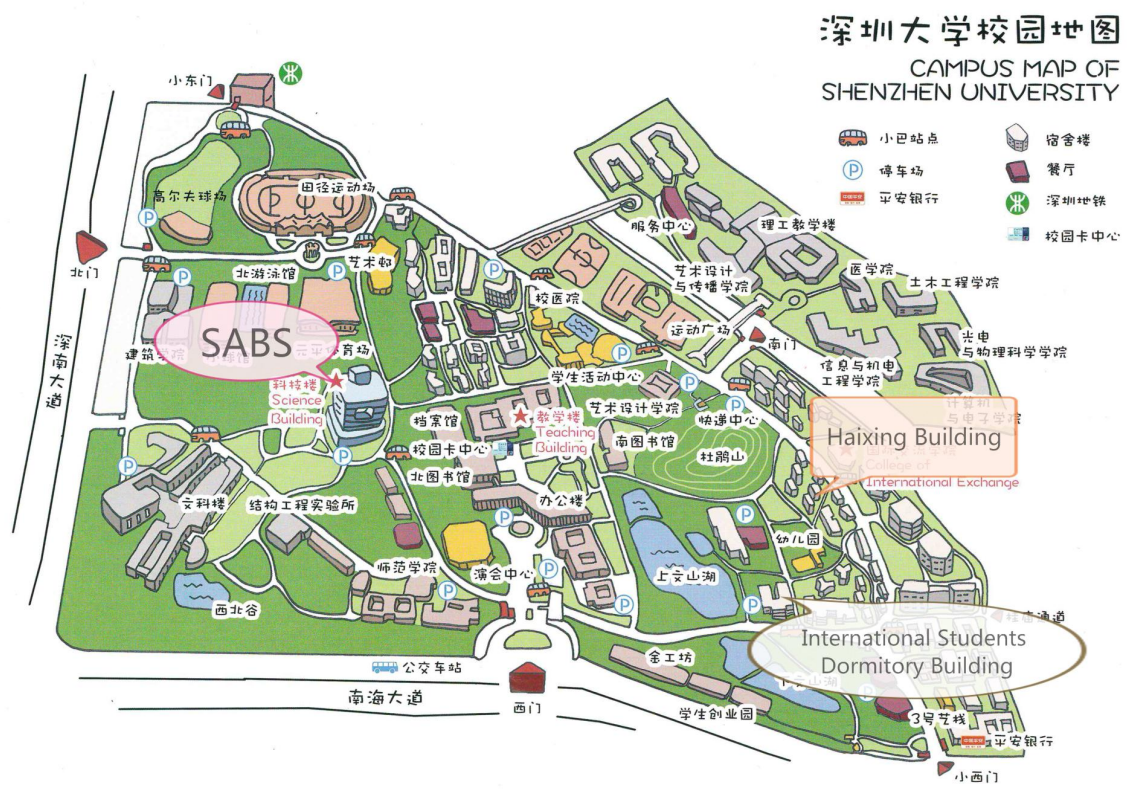 深圳大学校园地图
CAMPUS MAP OF
SHENZHEN UNIVERSITY
小巴站点
宿舍楼
停车场
餐厅
平安银行
深圳地铁
校园卡中心
小东门
高尔夫球场
田径运动场
北门
北游泳馆
艺术邨
服务中心
理工教学楼
艺术设计
与传播学院
医学院
土木工程学院
校医院
运动广场
南门
光电
与物理科学学院
信息与机电
工程学院
深南大道
SABS
科技楼
Science
Building
学生活动中心
档案馆
教学楼
Teaching
Building
艺术设计学院
快递中心
南图书馆
杜鹃山
校园卡中心
北图书馆
Haixing Building
College of
International Exchange
文科楼
结构工程实验所
办公楼
幼儿园
师范学院
演会中心
上文山湖
西北谷
International Students
Dormitory Building
公交车站
南海大道
西门
金工坊
学生创业园
3号艺栈
平安银行
小西门